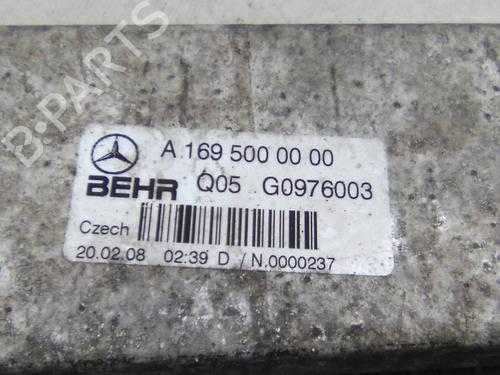 B-PARTS
A.169 500 00 00
BEHR Q05 G0976003
Czech
20.02.08 02:39 D / N.0000237